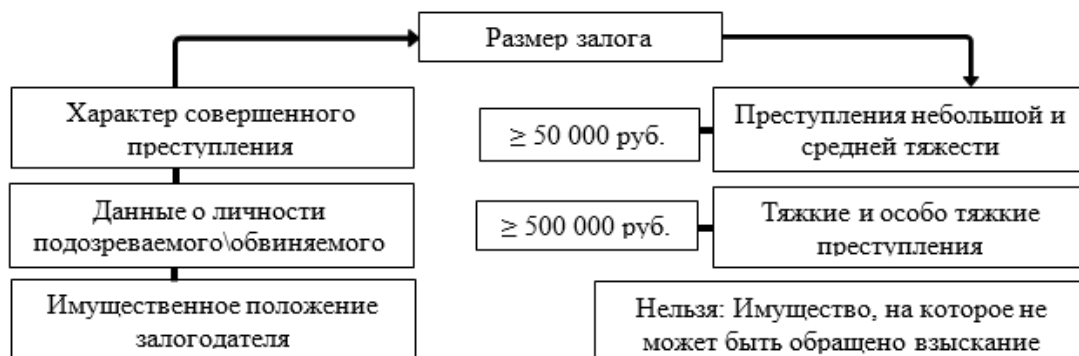 Размер залога
Характер совершенного
преступления
Данные о личности
подозреваемого\обвиняемого
Имущественное положение
залогодателя
≥ 50 000 руб.
Преступления небольшой и
средней тяжести
≥ 500 000 руб.
Тяжкие и особо тяжкие
преступления
Нельзя: Имущество, на которое не
может быть обращено взыскание